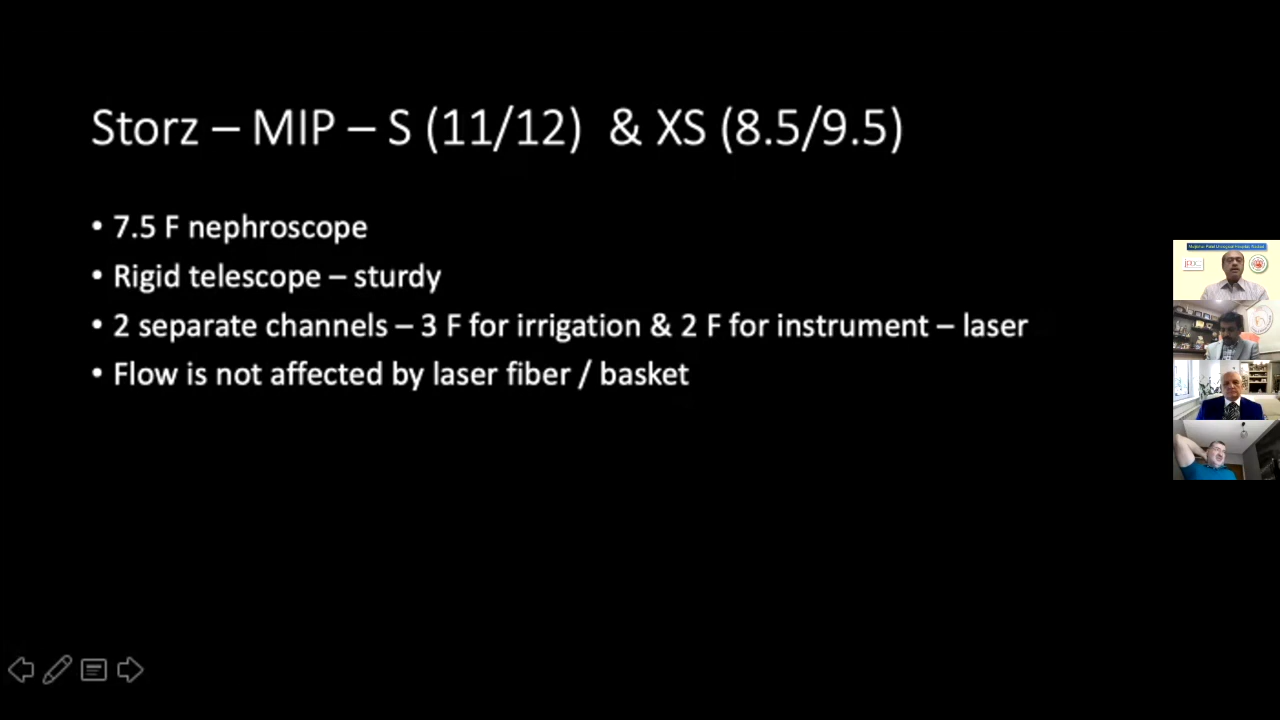 Storz – MIP – S (11/12) & XS (8.5/9.5)
• 7.5 F nephroscope
• Rigid telescope – sturdy
• 2 separate channels – 3 F for irrigation & 2 F for instrument – laser
• Flow is not affected by laser fiber / basket